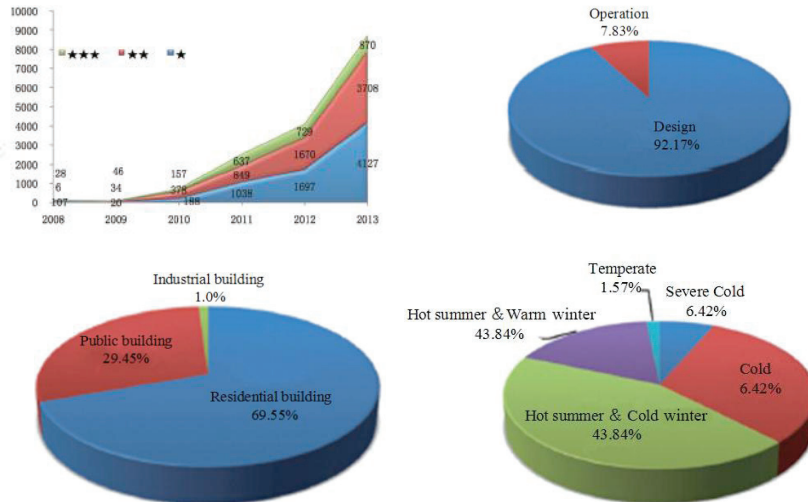 10000
9000
8000
7000
6000
5000
4000
3000
2000
1000
0
★★★ ★★ ★
28 46 157 637 729 870
6 34 378 849 1670 3708
107 20 188 1038 1697 4127
2008 2009 2010 2011 2012 2013
Operation
7.83%
Design
92.17%
Industrial building
1.0%
Public building
29.45%
Residential building
69.55%
Temperate
1.57%
Severe Cold
6.42%
Hot summer &Warm winter
43.84%
Cold
6.42%
Hot summer & Cold winter
43.84%